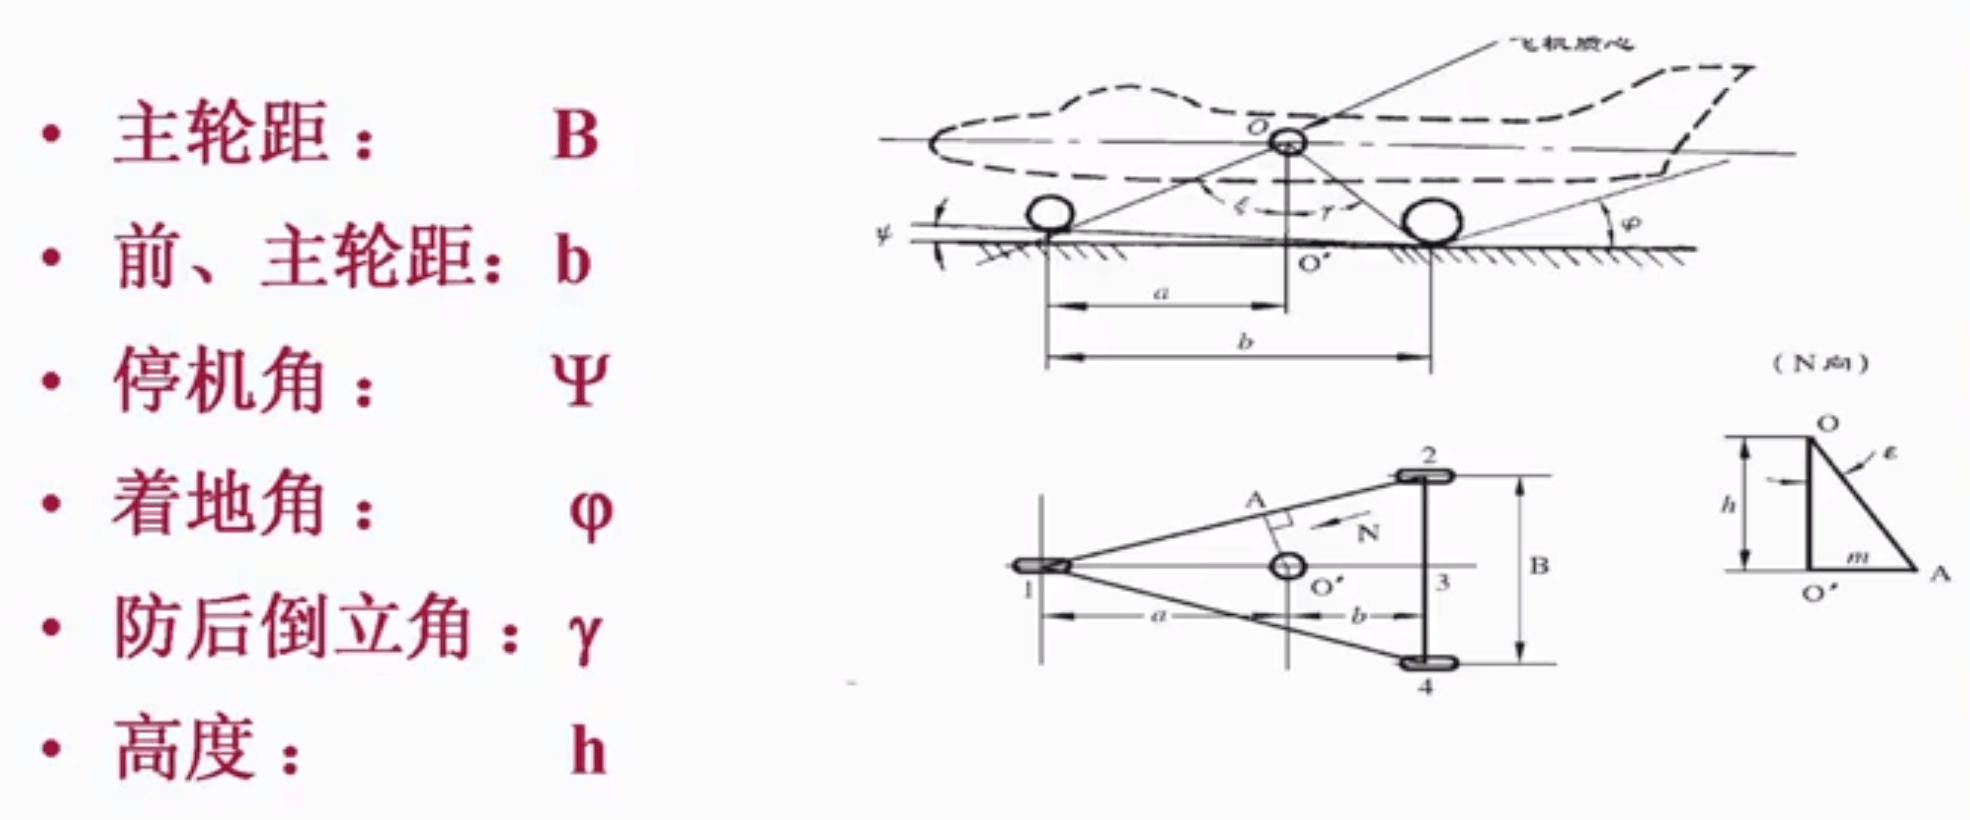 • 主轮距： B
• 前、主轮距： b
• 停机角： Ψ
• 着地角： φ
• 防后倒立角： γ
• 高度： h
飞机质心
O
ξ γ φ
ψ
O′
a
b
(N向)
2
A
N
B
1
O′
3
a b
4
O
ε
h
m
A
O′